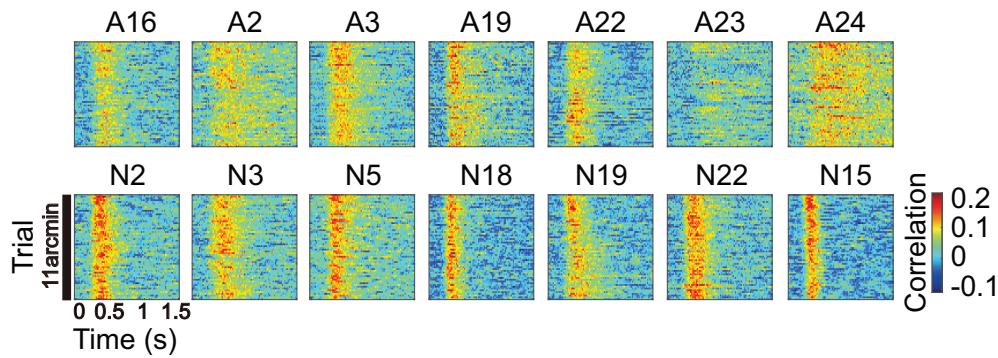 A16 A2 A3 A19 A22 A23 A24
N2 N3 N5 N18 N19 N22 N15
Trial
11arcmin
0 0.5 1 1.5
Time (s)
Correlation
0.2
0.1
0
-0.1